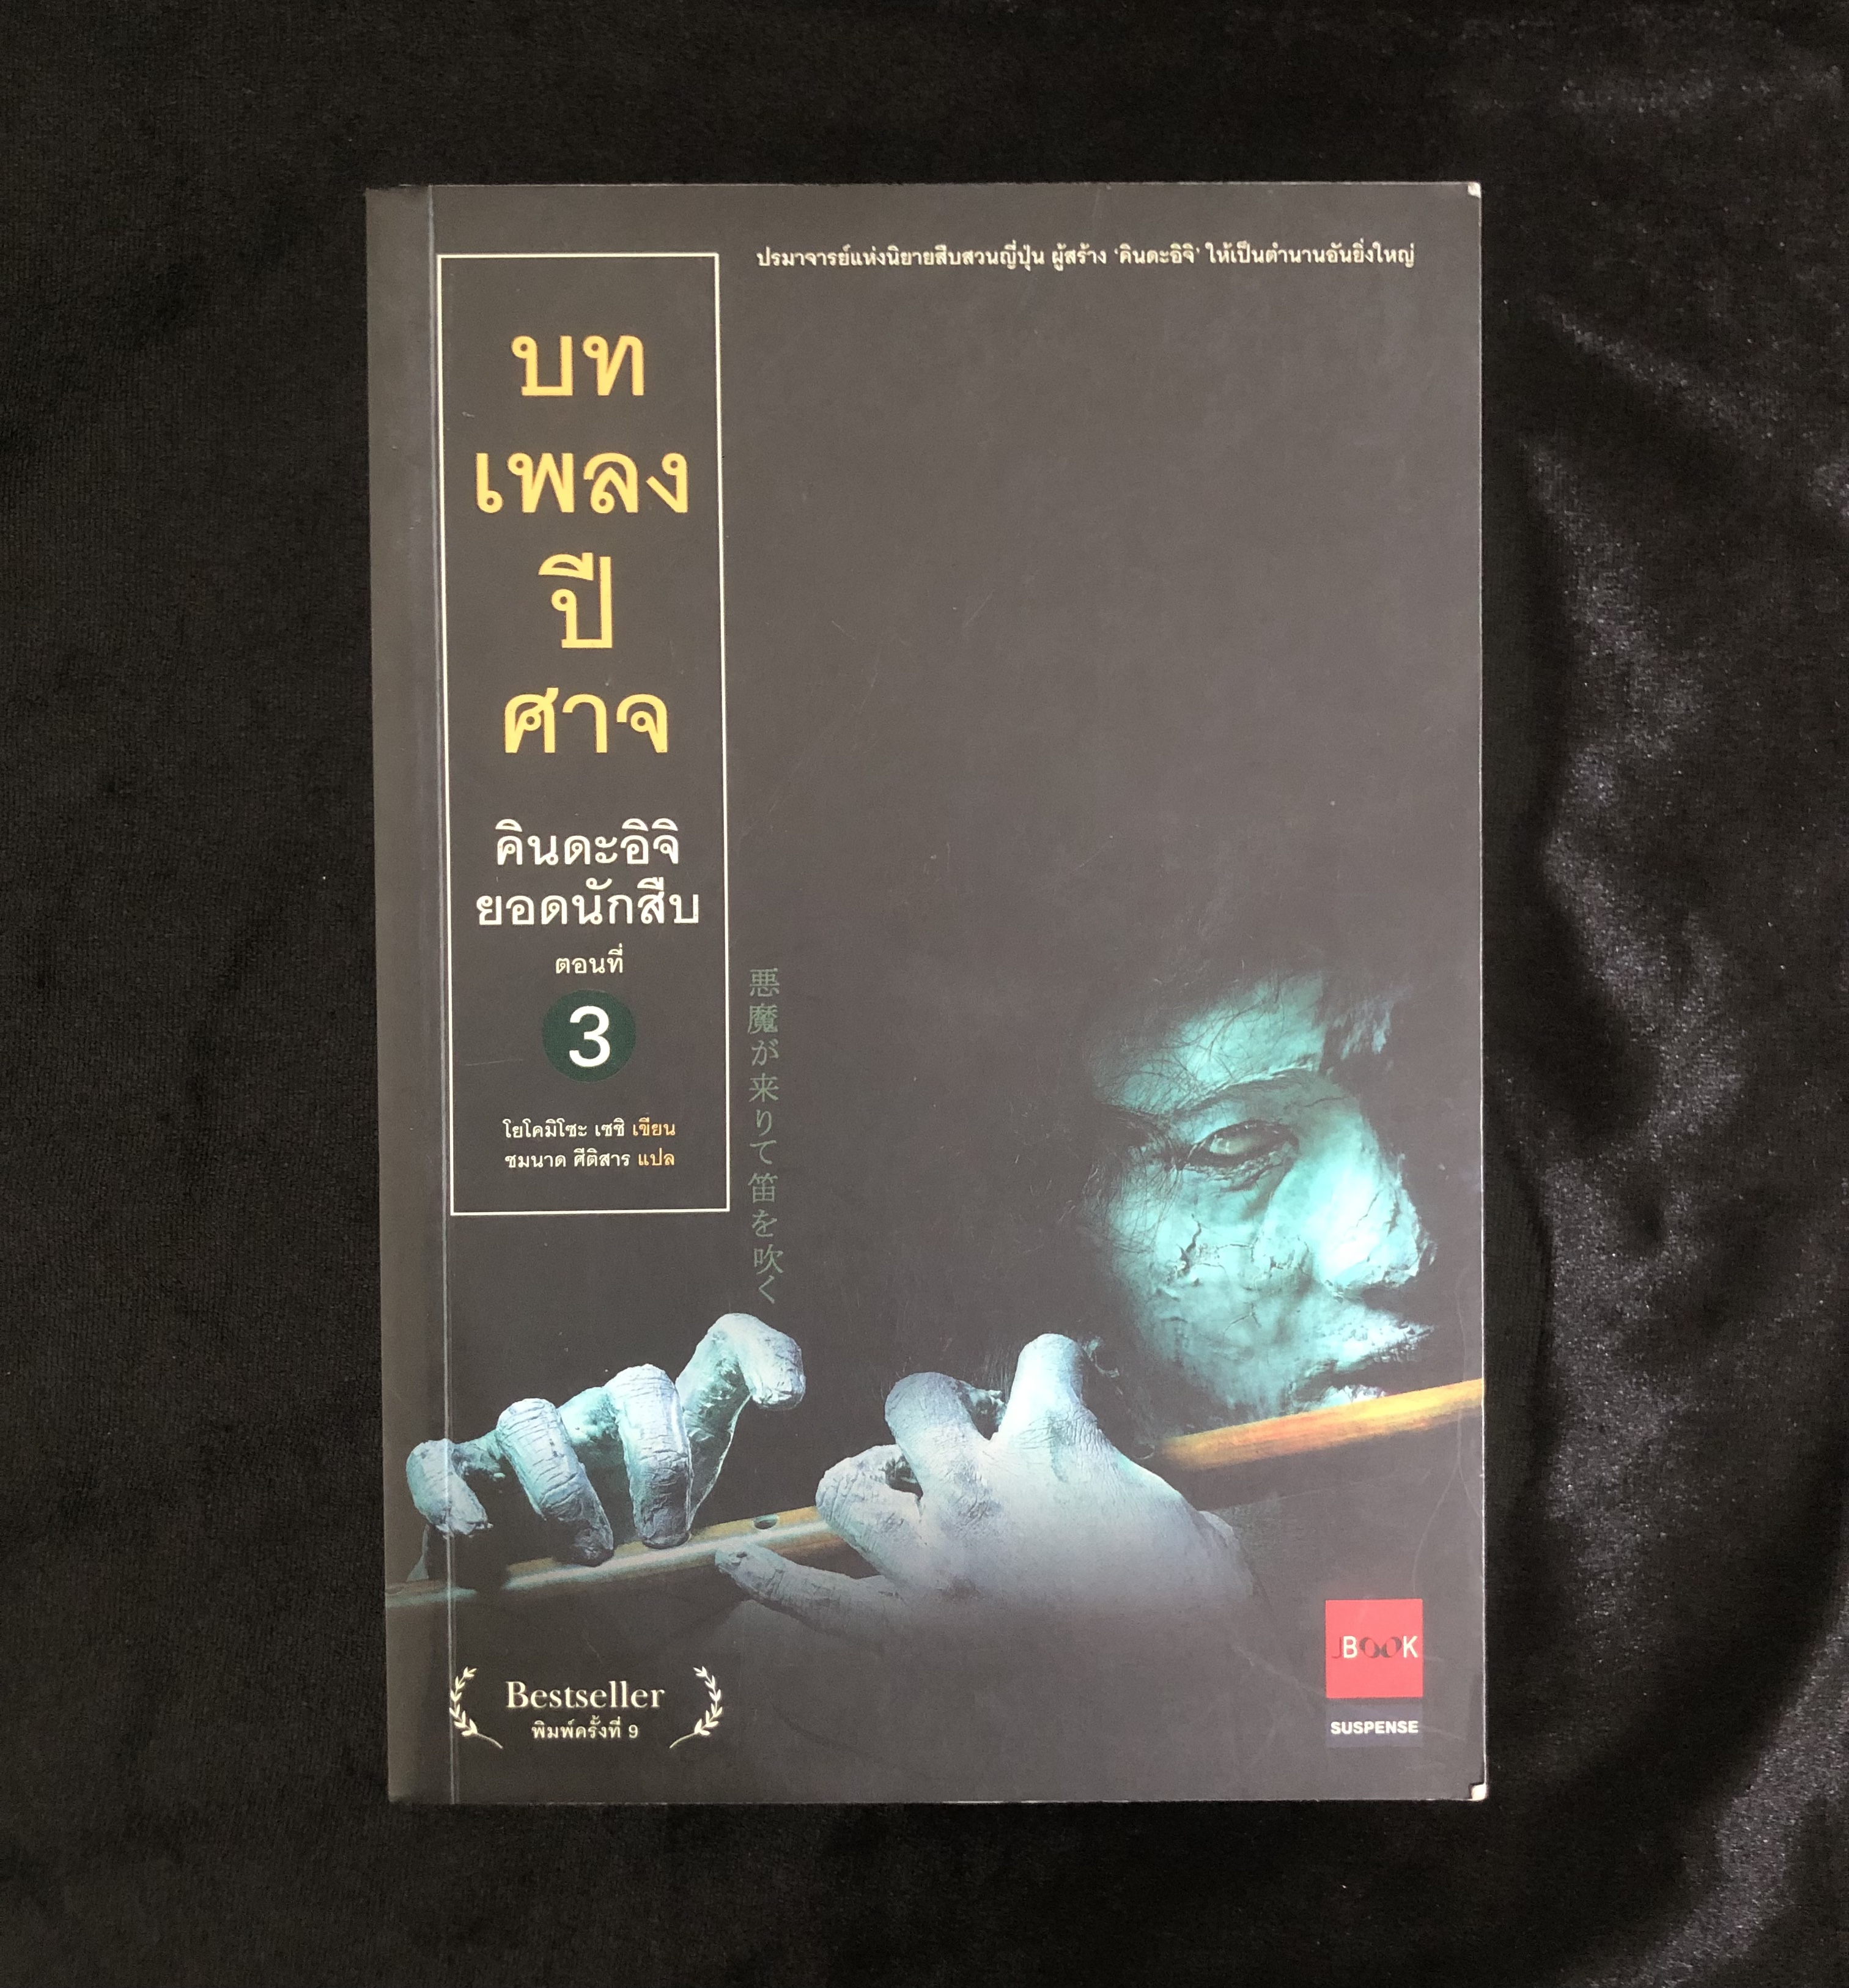 ปรมาจารย์แห่งนิยายสืบสวนญี่ปุ่น ผู้สร้าง ‘คินดะอิจิ’ ให้เป็นตำนานอันยิ่งใหญ่
บท
เพลง
ปี
ศาจ
คินดะอิจิ
ยอดนักสืบ
ตอนที่
3
โยโคมิโซะ เซชิ เขียน
ชมนาด ศีติสาร แปล
悪魔が来りて笛を吹く
Bestseller
พิมพ์ครั้งที่ 9
JBOOK
SUSPENSE